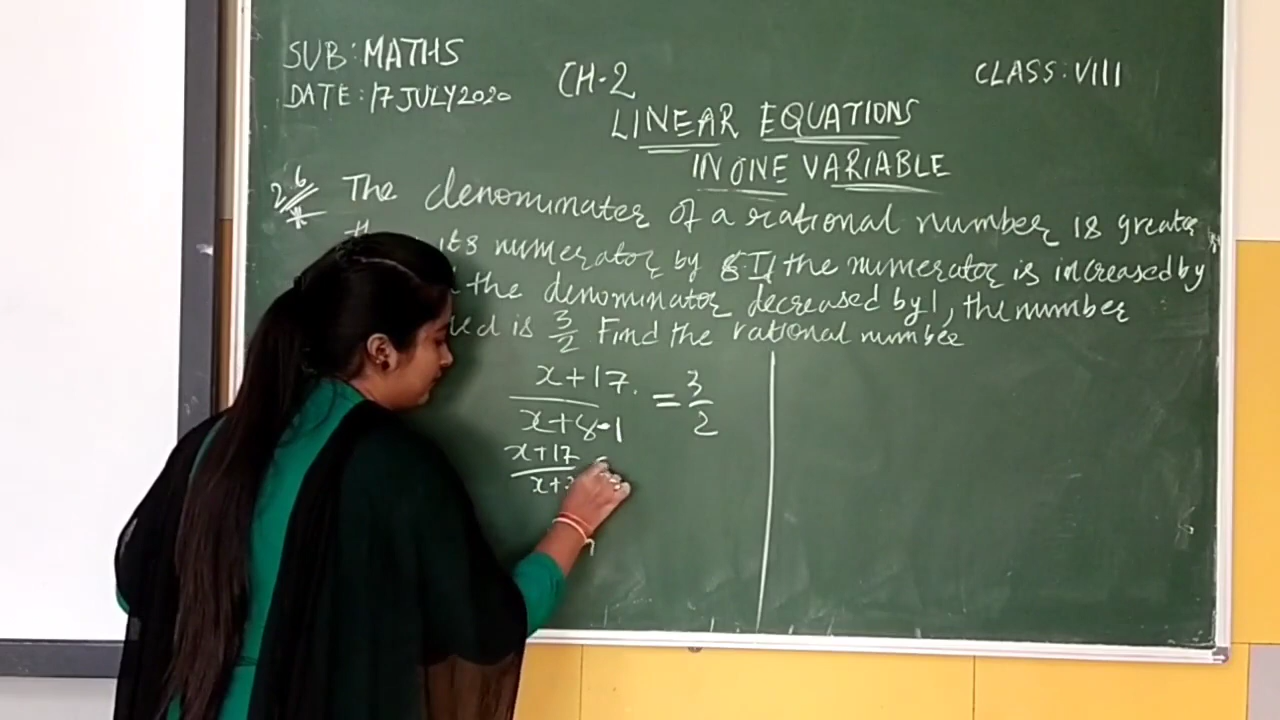 SUB: MATHS
DATE: 17 JULY 2020
CH-2
CLASS: VIII
LINEAR EQUATIONS
IN ONE VARIABLE
26
The denominater of a rational number is greater
its numerator by 8. If the numerator is increased by
the denominator decreased by 1, the number
is 3/2 Find the rational number
x+17 / x+8-1 = 3/2
x+17 / x+